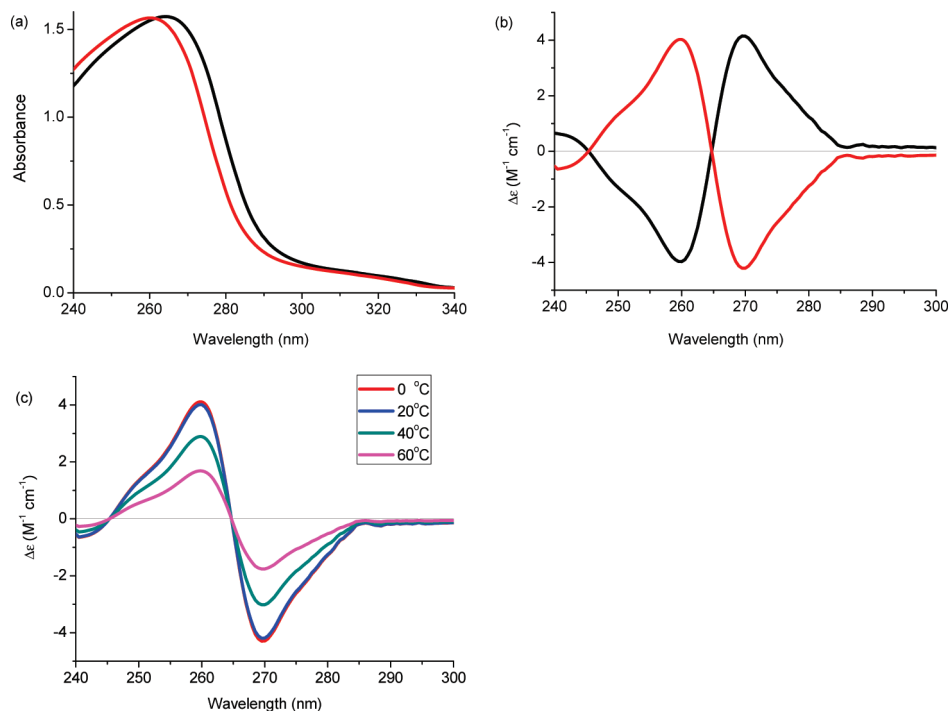 (a)
1.5
1.0
0.5
0.0
Absorbance
240 260 280 300 320 340
Wavelength (nm)
(b)
4
2
0
-2
-4
Δε (M⁻¹ cm⁻¹)
240 250 260 270 280 290 300
Wavelength (nm)
(c)
0 °C
20°C
40°C
60°C
4
2
0
-2
-4
Δε (M⁻¹ cm⁻¹)
240 250 260 270 280 290 300
Wavelength (nm)